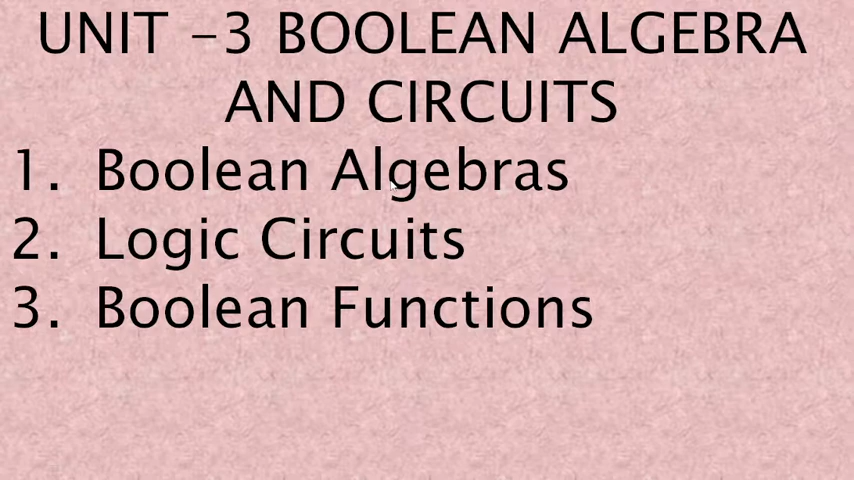 UNIT -3 BOOLEAN ALGEBRA
AND CIRCUITS
1. Boolean Algebras
2. Logic Circuits
3. Boolean Functions